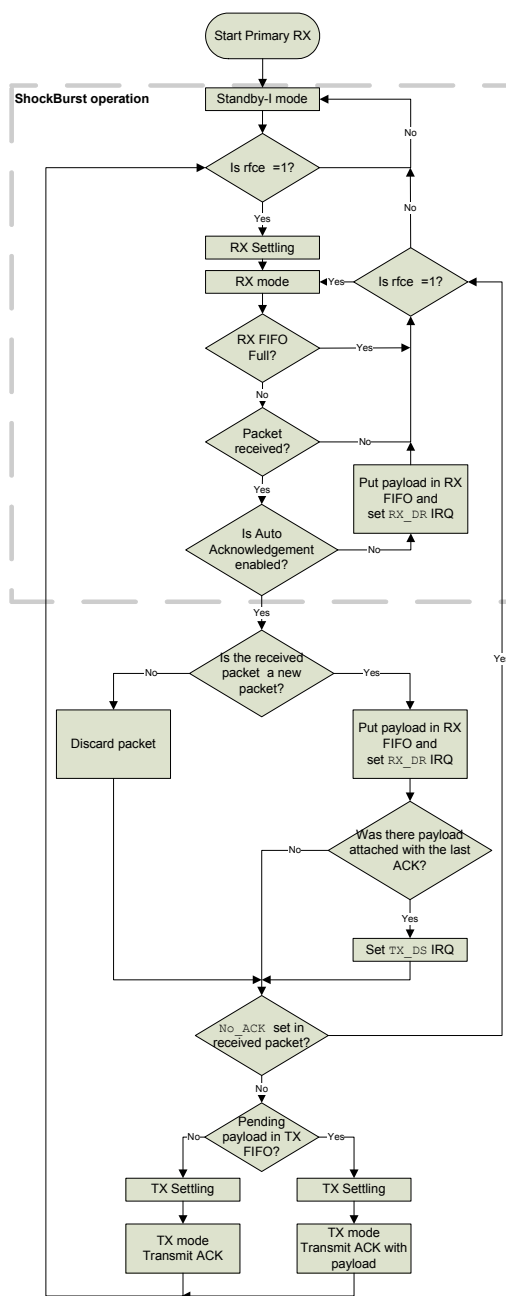 Start Primary RX
ShockBurst operation
Standby-I mode
No
Is rfce =1?
No
Yes
RX Settling
RX mode
Yes
Is rfce =1?
RX FIFO
Full?
Yes
No
Packet
received?
No
Yes
Put payload in RX
FIFO and
set RX_DR IRQ
Is Auto
Acknowledgement
enabled?
No
Yes
Is the received
packet a new
packet?
No
Yes
Yes
Discard packet
Put payload in RX
FIFO and
set RX_DR IRQ
Was there payload
attached with the last
ACK?
No
Yes
Set TX_DS IRQ
No_ACK set in
received packet?
No
Pending
payload in TX
FIFO?
No
Yes
TX Settling
TX Settling
TX mode
Transmit ACK
TX mode
Transmit ACK with
payload